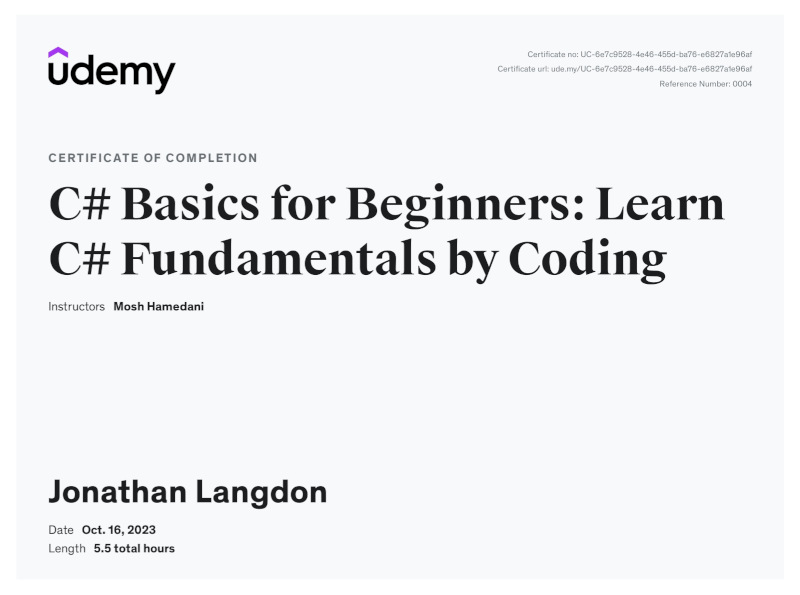 udemy
Certificate no: UC-6e7c9528-4e46-455d-ba76-e6827a1e96af
Certificate url: ude.my/UC-6e7c9528-4e46-455d-ba76-e6827a1e96af
Reference Number: 0004
CERTIFICATE OF COMPLETION
C# Basics for Beginners: Learn
C# Fundamentals by Coding
Instructors Mosh Hamedani
Jonathan Langdon
Date Oct. 16, 2023
Length 5.5 total hours